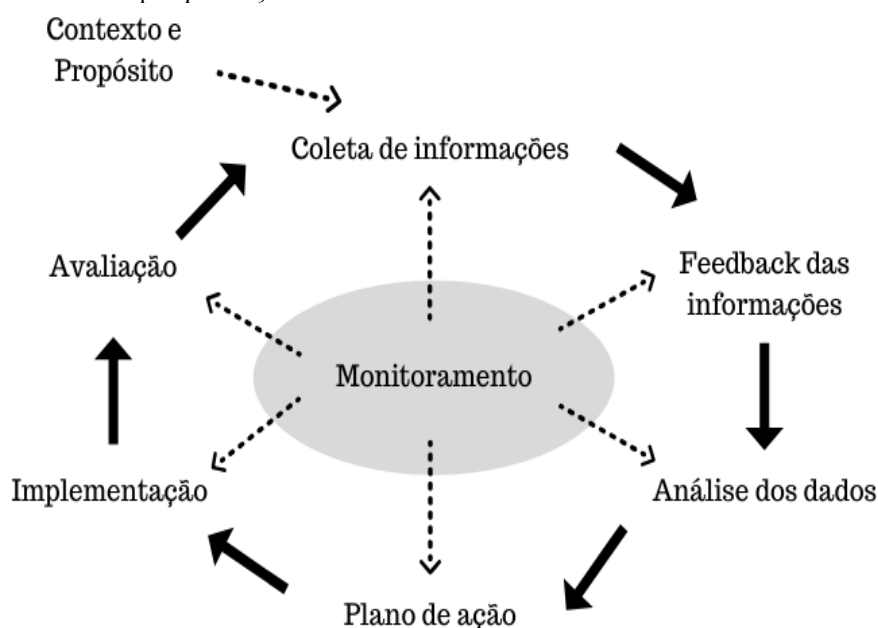 Contexto e
Propósito
Coleta de informações
Avaliação
Feedback das
informações
Monitoramento
Implementação
Análise dos dados
Plano de ação